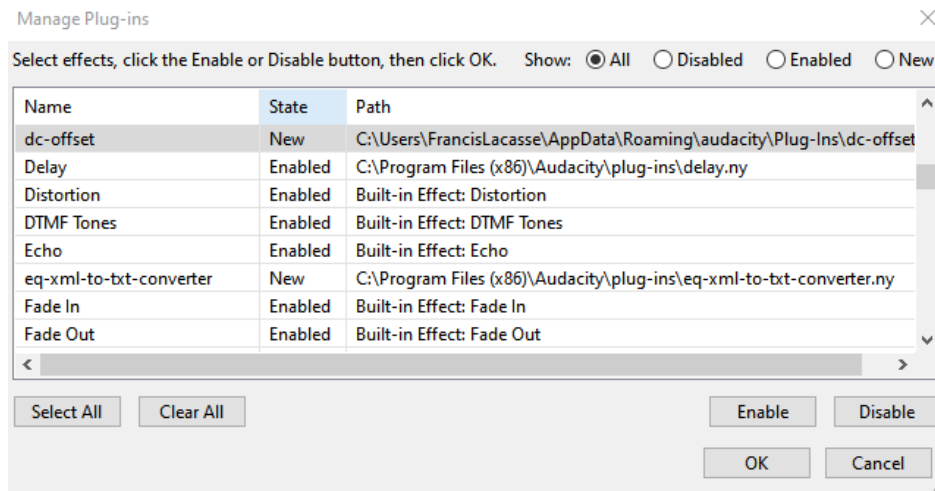 Manage Plug-ins
Select effects, click the Enable or Disable button, then click OK. Show: All Disabled Enabled New
Name State Path
dc-offset New C:\Users\FrancisLacasse\AppData\Roaming\audacity\Plug-Ins\dc-offset
Delay Enabled C:\Program Files (x86)\Audacity\plug-ins\delay.ny
Distortion Enabled Built-in Effect: Distortion
DTMF Tones Enabled Built-in Effect: DTMF Tones
Echo Enabled Built-in Effect: Echo
eq-xml-to-txt-converter New C:\Program Files (x86)\Audacity\plug-ins\eq-xml-to-txt-converter.ny
Fade In Enabled Built-in Effect: Fade In
Fade Out Enabled Built-in Effect: Fade Out
Select All Clear All Enable Disable
OK Cancel